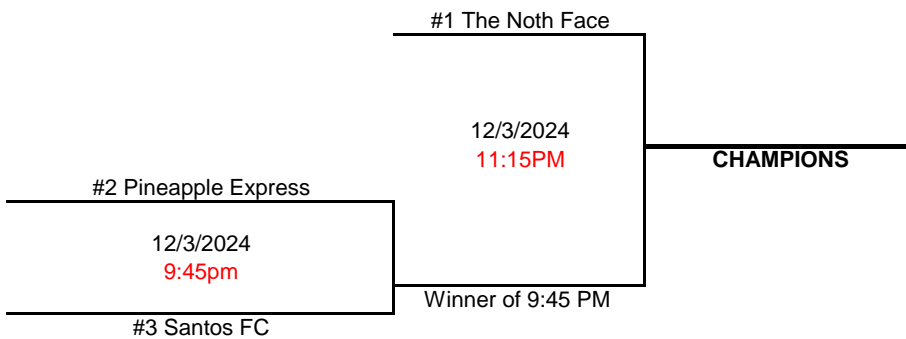 #1 The Noth Face
12/3/2024
11:15PM
CHAMPIONS
#2 Pineapple Express
12/3/2024
9:45pm
Winner of 9:45 PM
#3 Santos FC